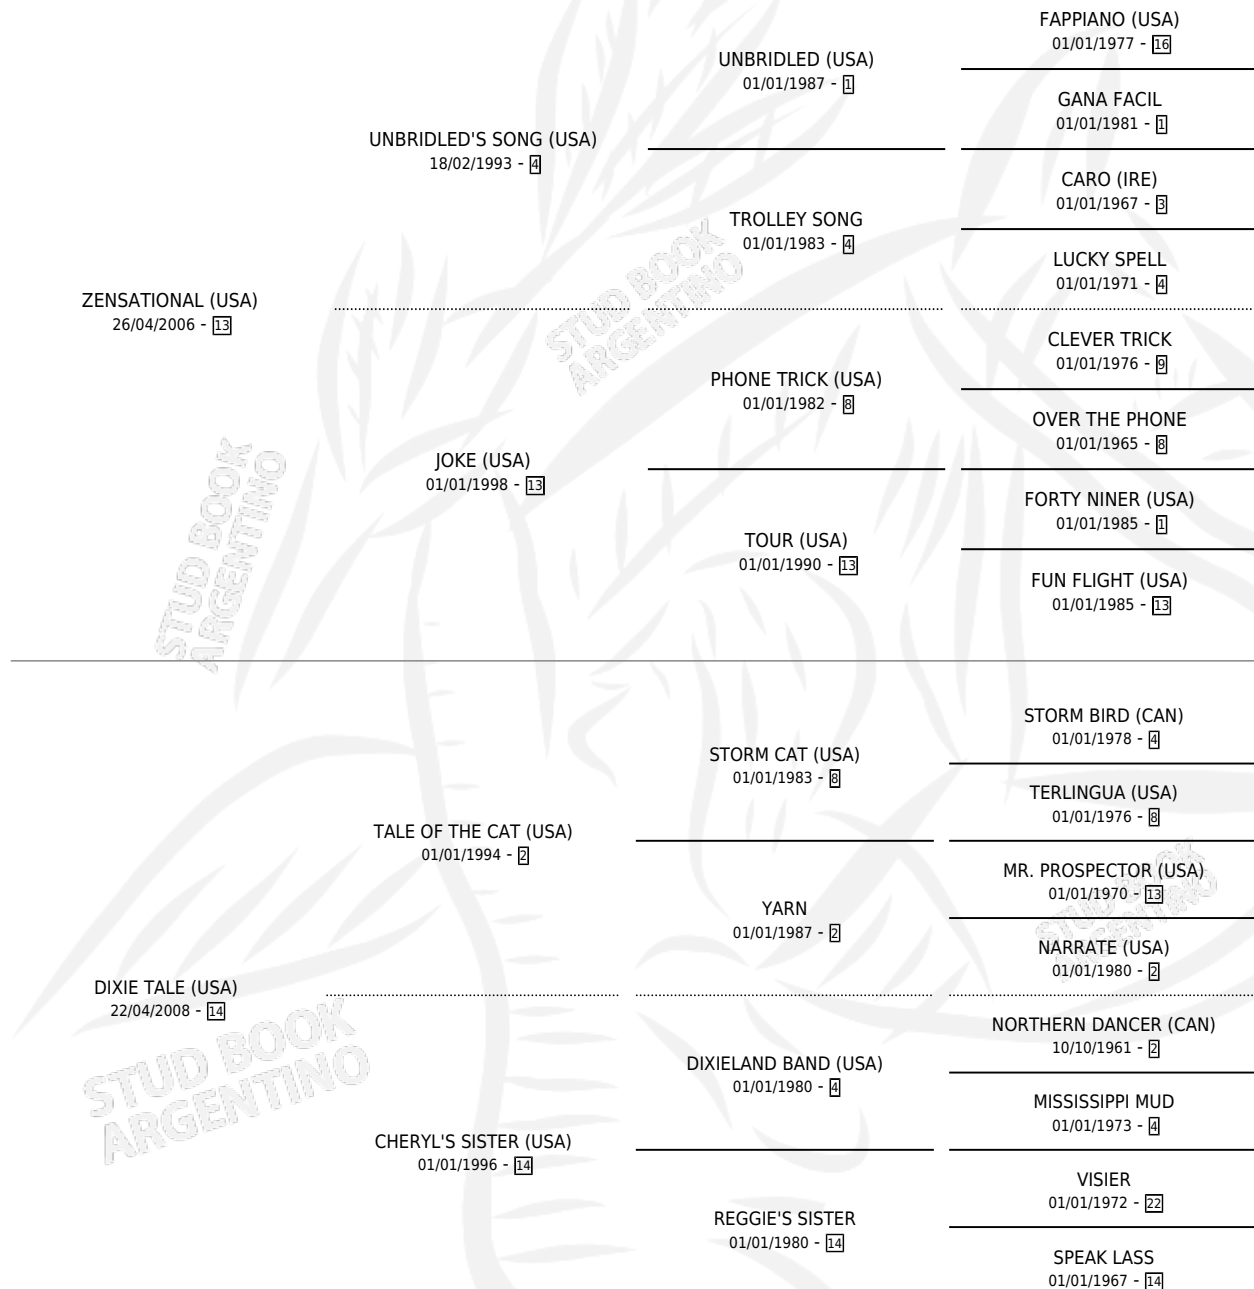 FAPPIANO (USA)
01/01/1977 - 16
UNBRIDLED (USA)
01/01/1987 - 1
GANA FACIL
01/01/1981 - 1
UNBRIDLED'S SONG (USA)
18/02/1993 - 4
CARO (IRE)
01/01/1967 - 3
TROLLEY SONG
01/01/1983 - 4
LUCKY SPELL
01/01/1971 - 4
ZENSATIONAL (USA)
26/04/2006 - 13
STUD BOOK
ARGENTINO
CLEVER TRICK
01/01/1976 - 9
PHONE TRICK (USA)
01/01/1982 - 8
OVER THE PHONE
01/01/1965 - 8
JOKE (USA)
01/01/1998 - 13
FORTY NINER (USA)
01/01/1985 - 1
TOUR (USA)
01/01/1990 - 13
FUN FLIGHT (USA)
01/01/1985 - 13
STUD BOOK
ARGENTINO
STORM BIRD (CAN)
01/01/1978 - 4
STORM CAT (USA)
01/01/1983 - 8
TERLINGUA (USA)
01/01/1976 - 8
TALE OF THE CAT (USA)
01/01/1994 - 2
MR. PROSPECTOR (USA)
01/01/1970 - 13
YARN
01/01/1987 - 2
STUD BOOK
ARGENTINO
NARRATE (USA)
01/01/1980 - 2
DIXIE TALE (USA)
22/04/2008 - 14
NORTHERN DANCER (CAN)
10/10/1961 - 2
DIXIELAND BAND (USA)
01/01/1980 - 4
STUD BOOK
ARGENTINO
MISSISSIPPI MUD
01/01/1973 - 4
CHERYL'S SISTER (USA)
01/01/1996 - 14
VISIER
01/01/1972 - 22
REGGIE'S SISTER
01/01/1980 - 14
SPEAK LASS
01/01/1967 - 14